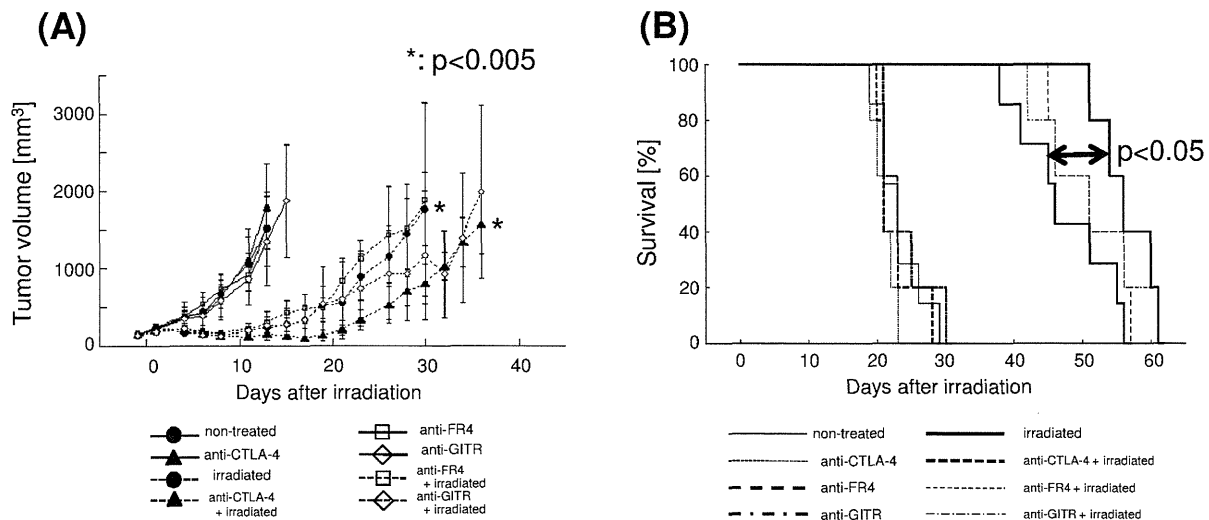 (A)
*: p<0.005
Tumor volume [mm³]
3000
2000
1000
0
*
*
0
10
20
30
40
Days after irradiation
non-treated
anti-CTLA-4
irradiated
anti-CTLA-4
+ irradiated
anti-FR4
anti-GITR
anti-FR4
+ irradiated
anti-GITR
+ irradiated
(B)
Survival [%]
100
80
60
40
20
0
p<0.05
0
10
20
30
40
50
60
Days after irradiation
non-treated
anti-CTLA-4
anti-FR4
anti-GITR
irradiated
anti-CTLA-4 + irradiated
anti-FR4 + irradiated
anti-GITR + irradiated